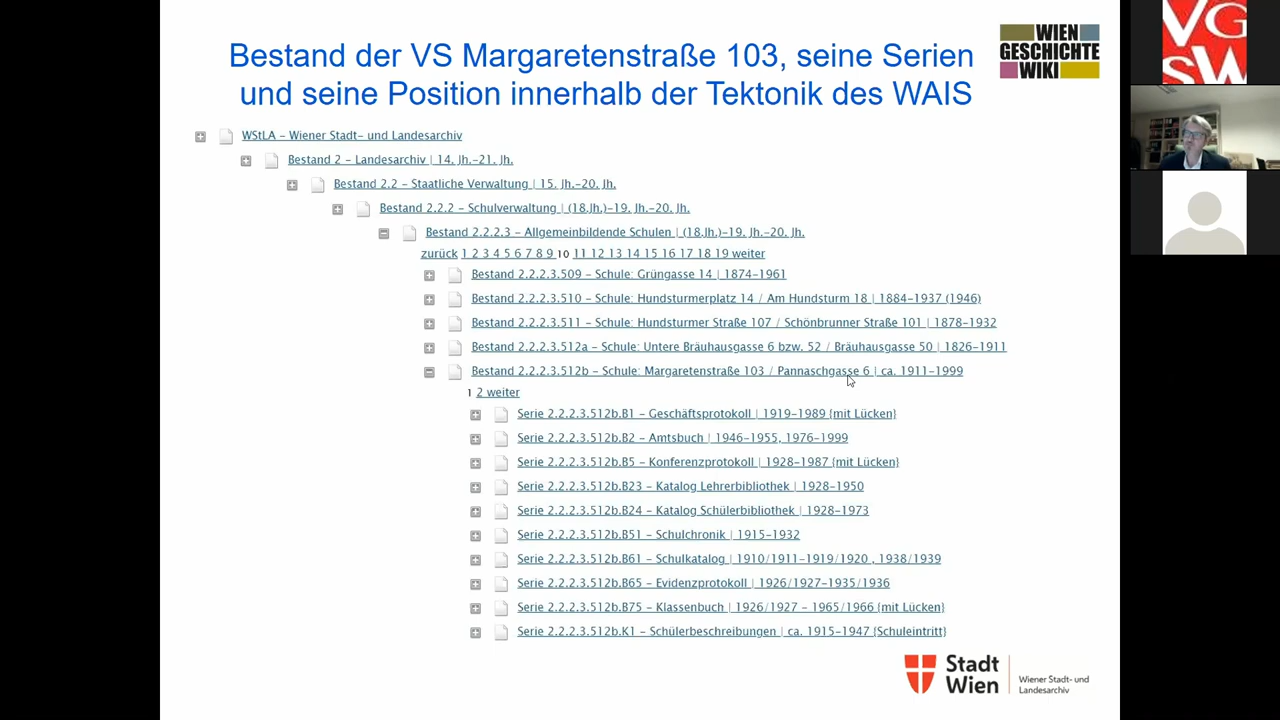 Bestand der VS Margaretenstraße 103, seine Serien
und seine Position innerhalb der Tektonik des WAIS
WIEN
GESCHICHTE
WIKI
VG
SW
WStLA - Wiener Stadt- und Landesarchiv
Bestand 2 - Landesarchiv | 14. Jh.-21. Jh.
Bestand 2.2 - Staatliche Verwaltung | 15. Jh.-20. Jh.
Bestand 2.2.2 - Schulverwaltung | (18.Jh.)-19. Jh.-20. Jh.
Bestand 2.2.2.3 - Allgemeinbildende Schulen | (18.Jh.)-19. Jh.-20. Jh.
zurück 1 2 3 4 5 6 7 8 9 10 11 12 13 14 15 16 17 18 19 weiter
Bestand 2.2.2.3.509 - Schule: Grüngasse 14 | 1874-1961
Bestand 2.2.2.3.510 - Schule: Hundsturmerplatz 14 / Am Hundsturm 18 | 1884-1937 (1946)
Bestand 2.2.2.3.511 - Schule: Hundsturmer Straße 107 / Schönbrunner Straße 101 | 1878-1932
Bestand 2.2.2.3.512a - Schule: Untere Bräuhausgasse 6 bzw. 52 / Bräuhausgasse 50 | 1826-1911
Bestand 2.2.2.3.512b - Schule: Margaretenstraße 103 / Pannaschgasse 6 | ca. 1911-1999
1 2 weiter
Serie 2.2.2.3.512b.B1 - Geschäftsprotokoll | 1919-1989 {mit Lücken}
Serie 2.2.2.3.512b.B2 - Amtsbuch | 1946-1955, 1976-1999
Serie 2.2.2.3.512b.B5 - Konferenzprotokoll | 1928-1987 {mit Lücken}
Serie 2.2.2.3.512b.B23 - Katalog Lehrerbibliothek | 1928-1950
Serie 2.2.2.3.512b.B24 - Katalog Schülerbibliothek | 1928-1973
Serie 2.2.2.3.512b.B51 - Schulchronik | 1915-1932
Serie 2.2.2.3.512b.B61 - Schulkatalog | 1910/1911-1919/1920 , 1938/1939
Serie 2.2.2.3.512b.B65 - Evidenzprotokoll | 1926/1927-1935/1936
Serie 2.2.2.3.512b.B75 - Klassenbuch | 1926/1927 - 1965/1966 {mit Lücken}
Serie 2.2.2.3.512b.K1 - Schülerbeschreibungen | ca. 1915-1947 {Schuleintritt}
Stadt
Wien
Wiener Stadt- und
Landesarchiv